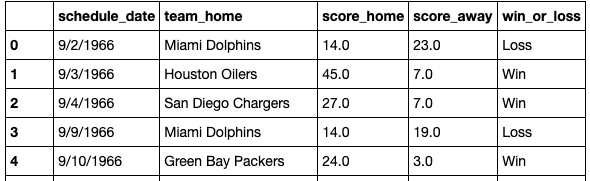 schedule_date team_home score_home score_away win_or_loss
0 9/2/1966 Miami Dolphins 14.0 23.0 Loss
1 9/3/1966 Houston Oilers 45.0 7.0 Win
2 9/4/1966 San Diego Chargers 27.0 7.0 Win
3 9/9/1966 Miami Dolphins 14.0 19.0 Loss
4 9/10/1966 Green Bay Packers 24.0 3.0 Win